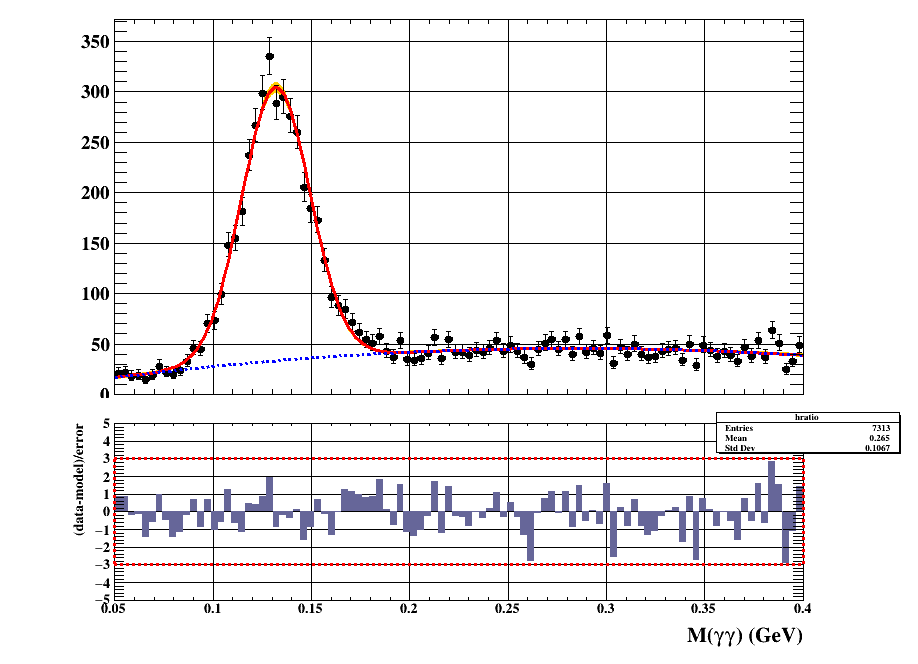 350
300
250
200
150
100
50
0
(data-model)/error
5
4
3
2
1
0
−1
−2
−3
−4
−5
hratio
Entries 7313
Mean 0.265
Std Dev 0.1067
0.05 0.1 0.15 0.2 0.25 0.3 0.35 0.4
M(γγ) (GeV)